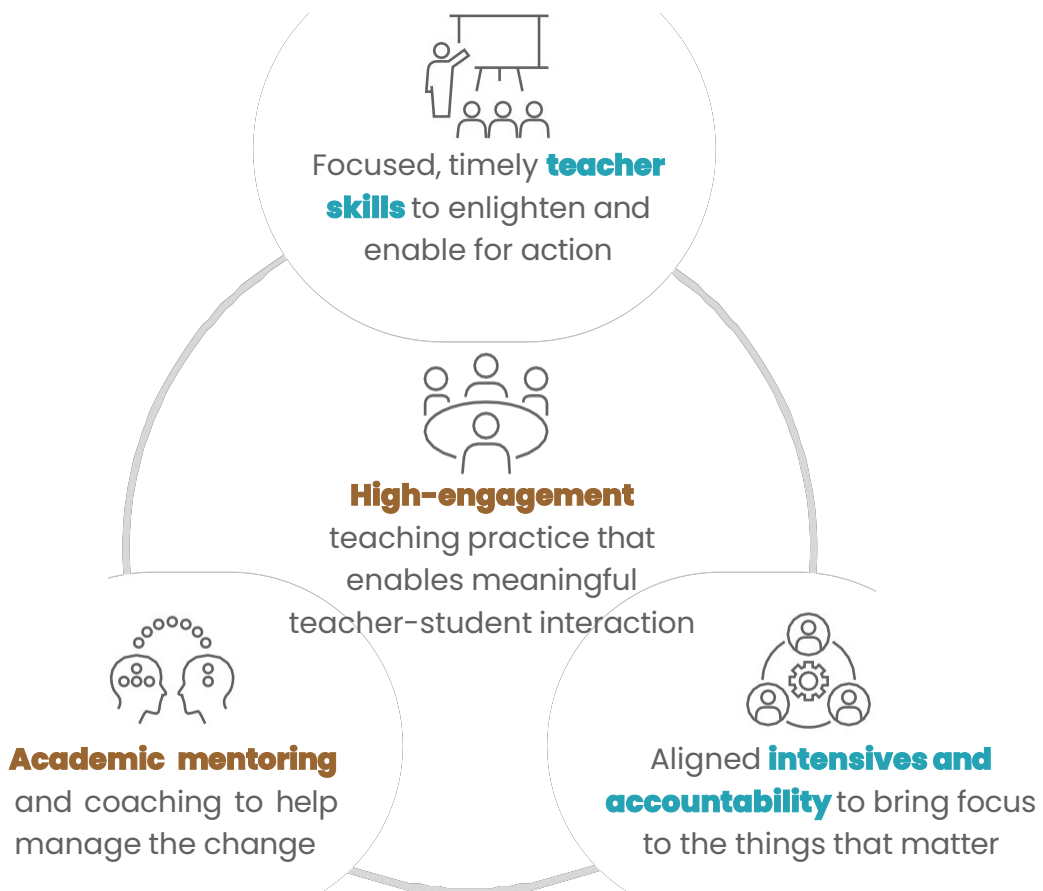 Focused, timely teacher
skills to enlighten and
enable for action
High-engagement
teaching practice that
enables meaningful
teacher-student interaction
Academic mentoring
and coaching to help
manage the change
Aligned intensives and
accountability to bring focus
to the things that matter